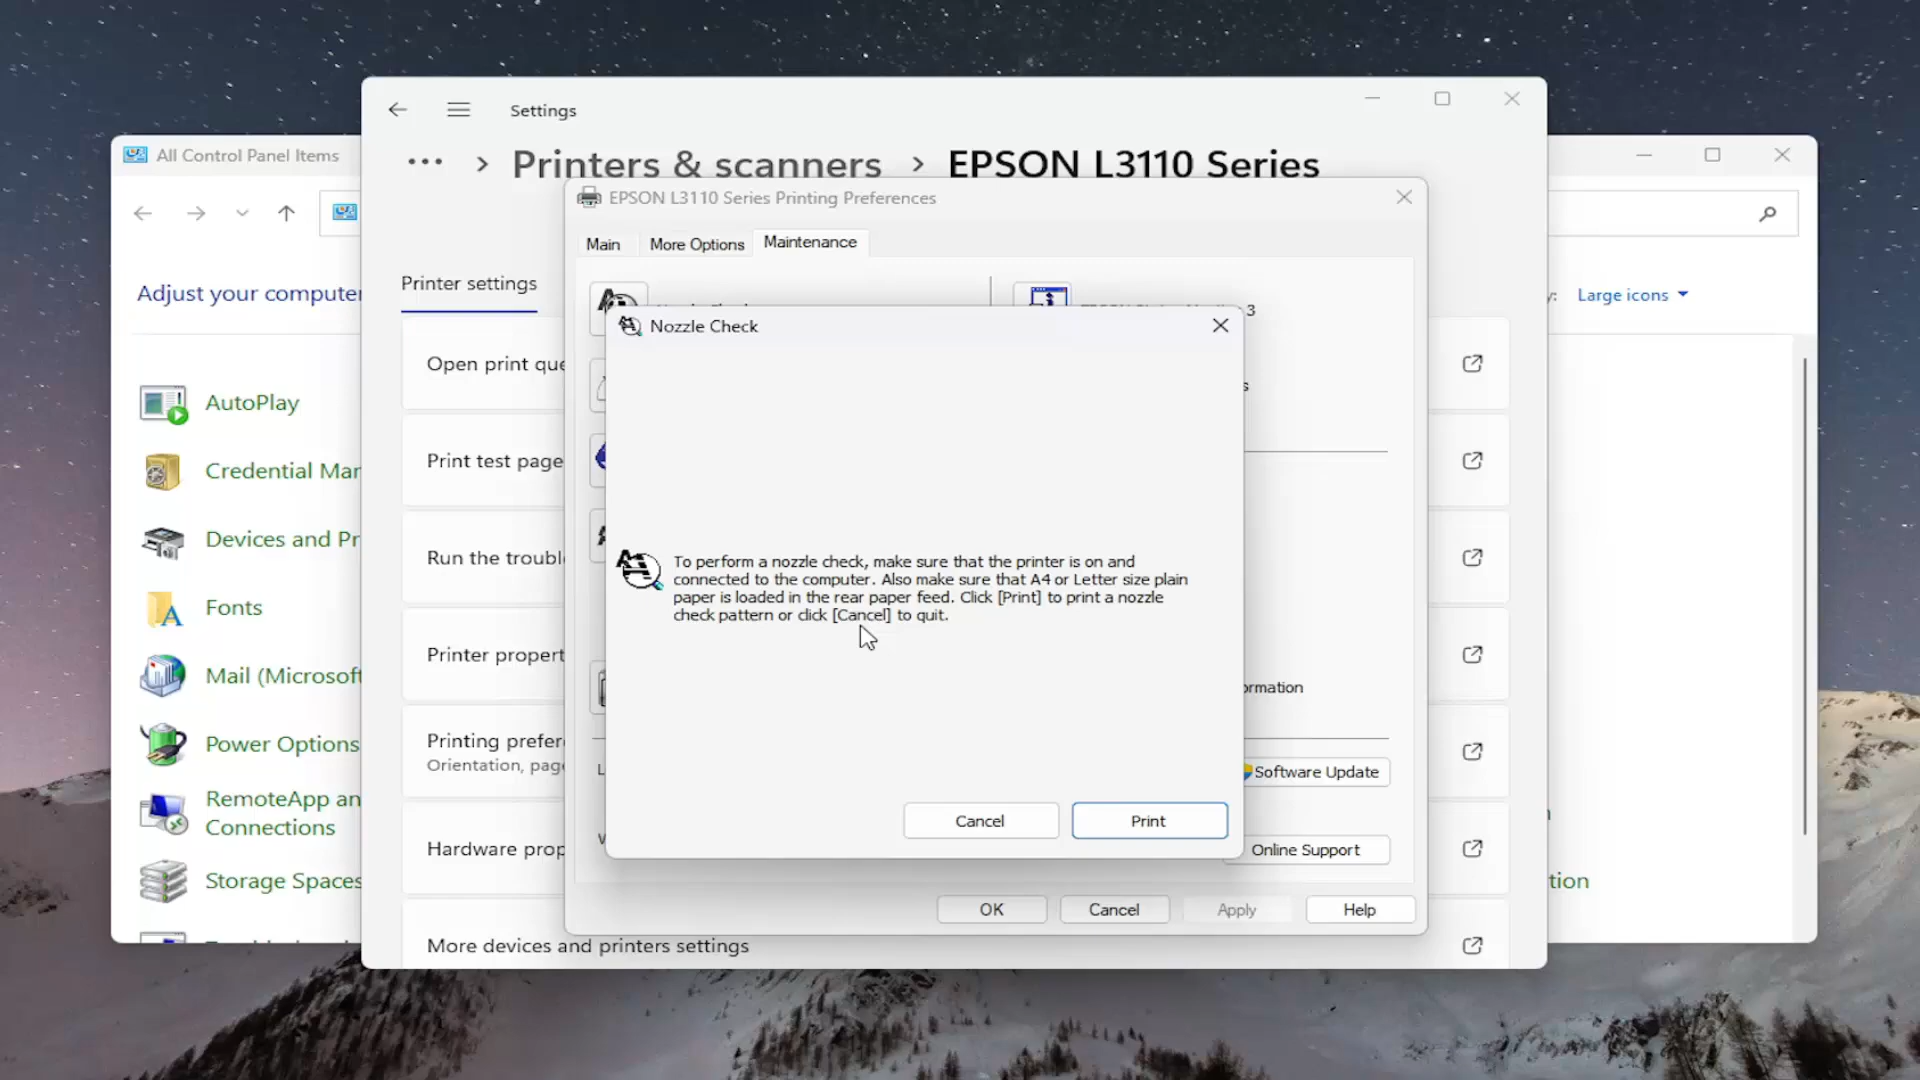 Settings
All Control Panel Items
Printers & scanners > EPSON L3110 Series
EPSON L3110 Series Printing Preferences
Main
More Options
Maintenance
Adjust your computer
Printer settings
y:
Large icons
3
Nozzle Check
Open print que
s
AutoPlay
Credential Mar
Print test page
Devices and Pr
Run the troubl
To perform a nozzle check, make sure that the printer is on and
connected to the computer. Also make sure that A4 or Letter size plain
paper is loaded in the rear paper feed. Click [Print] to print a nozzle
check pattern or click [Cancel] to quit.
Fonts
Printer propert
Mail (Microsoft
ormation
Power Options
Printing prefer
Orientation, page
L
Software Update
RemoteApp an
Connections
Cancel
Print
Hardware prop
V
Online Support
Storage Spaces
tion
OK
Cancel
Apply
Help
More devices and printers settings